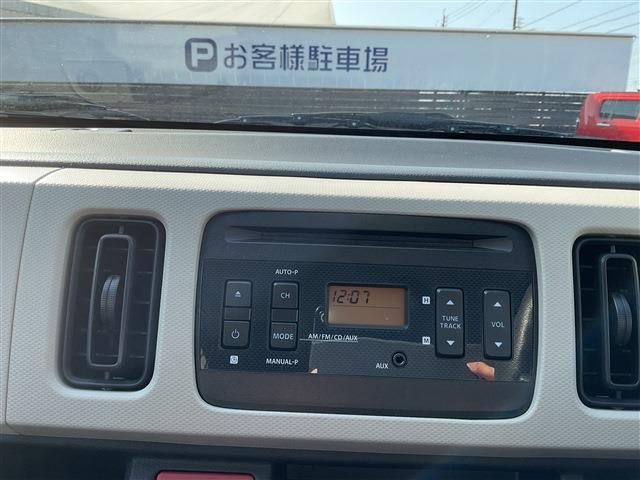 P お客様駐車場
AUTO-P
CH
12:07
H
TUNE
TRACK
VOL
MODE
AM/FM/CD/AUX
M
MANUAL-P
AUX